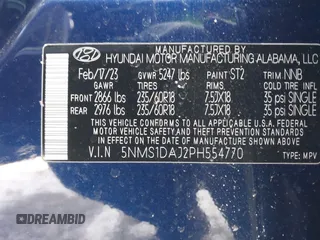 MANUFACTURED BY
HYUNDAI MOTOR MANUFACTURING ALABAMA, LLC
Feb/17/23 GVWR 5247 lbs PAINT ST2 TRIM NNB
GAWR TIRES RIMS COLD TIRE INFL. PR.
FRONT 2866 lbs 235/60R18 7.5JX18 35 psi SINGLE
REAR 2976 lbs 235/60R18 7.5JX18 35 psi SINGLE
THIS VEHICLE CONFORMS TO ALL APPLICABLE U.S. FEDERAL MOTOR
VEHICLE SAFETY AND THEFT PREVENTION STANDARDS IN EFFECT
ON THE DATE OF MANUFACTURE SHOWN ABOVE.
V.I.N 5NMS1DAJ2PH554770 TYPE: MPV
DREAMBID